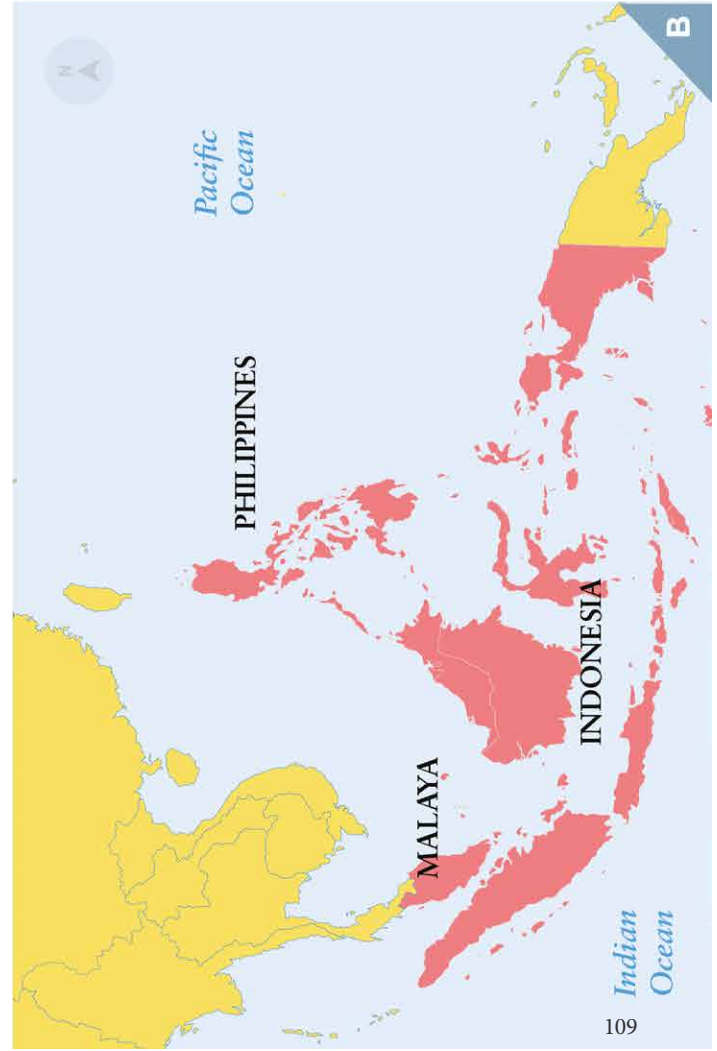 N
Pacific
Ocean
PHILIPPINES
MALAYA
INDONESIA
Indian
Ocean
B
109